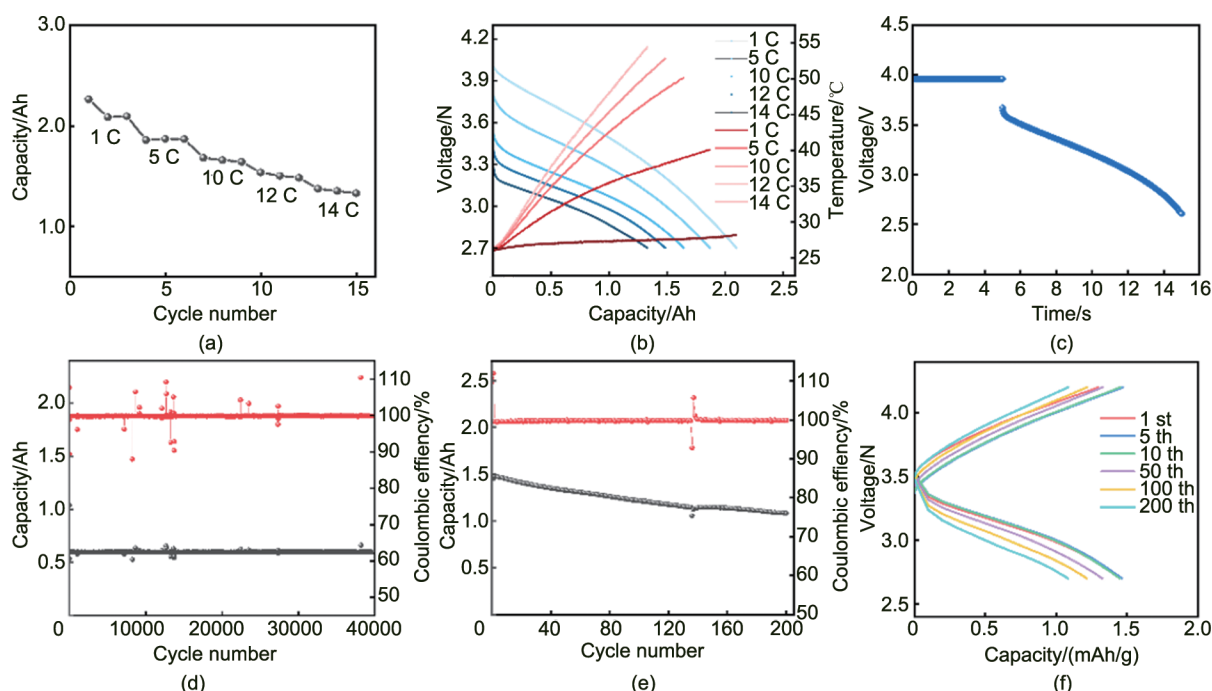 3.0
2.0
1.0
Capacity/Ah
1 C
5 C
10 C
12 C
14 C
0 5 10 15
Cycle number
(a)
4.2
3.9
3.6
3.3
3.0
2.7
Voltage/N
1 C
5 C
10 C
12 C
14 C
1 C
5 C
10 C
12 C
14 C
55
50
45
40
35
30
25
Temperature/℃
0 0.5 1.0 1.5 2.0 2.5
Capacity/Ah
(b)
4.5
4.0
3.5
3.0
2.5
2.0
Voltage/V
0 2 4 6 8 10 12 14 16
Time/s
(c)
2.0
1.5
1.0
0.5
Capacity/Ah
110
100
90
80
70
60
50
Coulombic effiency/%
0 10000 20000 30000 40000
Cycle number
(d)
2.5
2.0
1.5
1.0
0.5
Capacity/Ah
110
100
90
80
70
60
50
Coulombic effiency/%
0 40 80 120 160 200
Cycle number
(e)
4.0
3.5
3.0
2.5
Voltage/N
1 st
5 th
10 th
50 th
100 th
200 th
0 0.5 1.0 1.5 2.0
Capacity/(mAh/g)
(f)